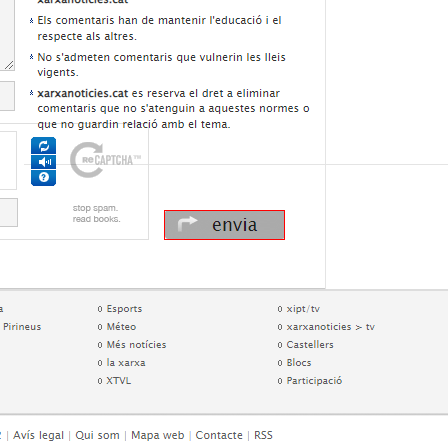 xarxanoticies.cat
Els comentaris han de mantenir l'educació i el
respecte als altres.
No s'admeten comentaris que vulnerin les lleis
vigents.
xarxanoticies.cat es reserva el dret a eliminar
comentaris que no s'atenguin a aquestes normes o
que no guardin relació amb el tema.
reCAPTCHA™
stop spam.
read books.
envia
a
Pirineus
Esports
Méteo
Més notícies
la xarxa
XTVL
xipt/tv
xarxanoticies > tv
Castellers
Blocs
Participació
| Avís legal | Qui som | Mapa web | Contacte | RSS